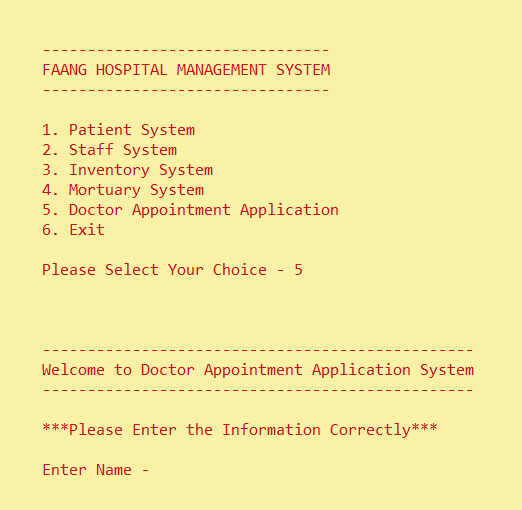 --------------------------------
FAANG HOSPITAL MANAGEMENT SYSTEM
--------------------------------
1. Patient System
2. Staff System
3. Inventory System
4. Mortuary System
5. Doctor Appointment Application
6. Exit
Please Select Your Choice - 5
------------------------------------------------
Welcome to Doctor Appointment Application System
------------------------------------------------
***Please Enter the Information Correctly***
Enter Name -